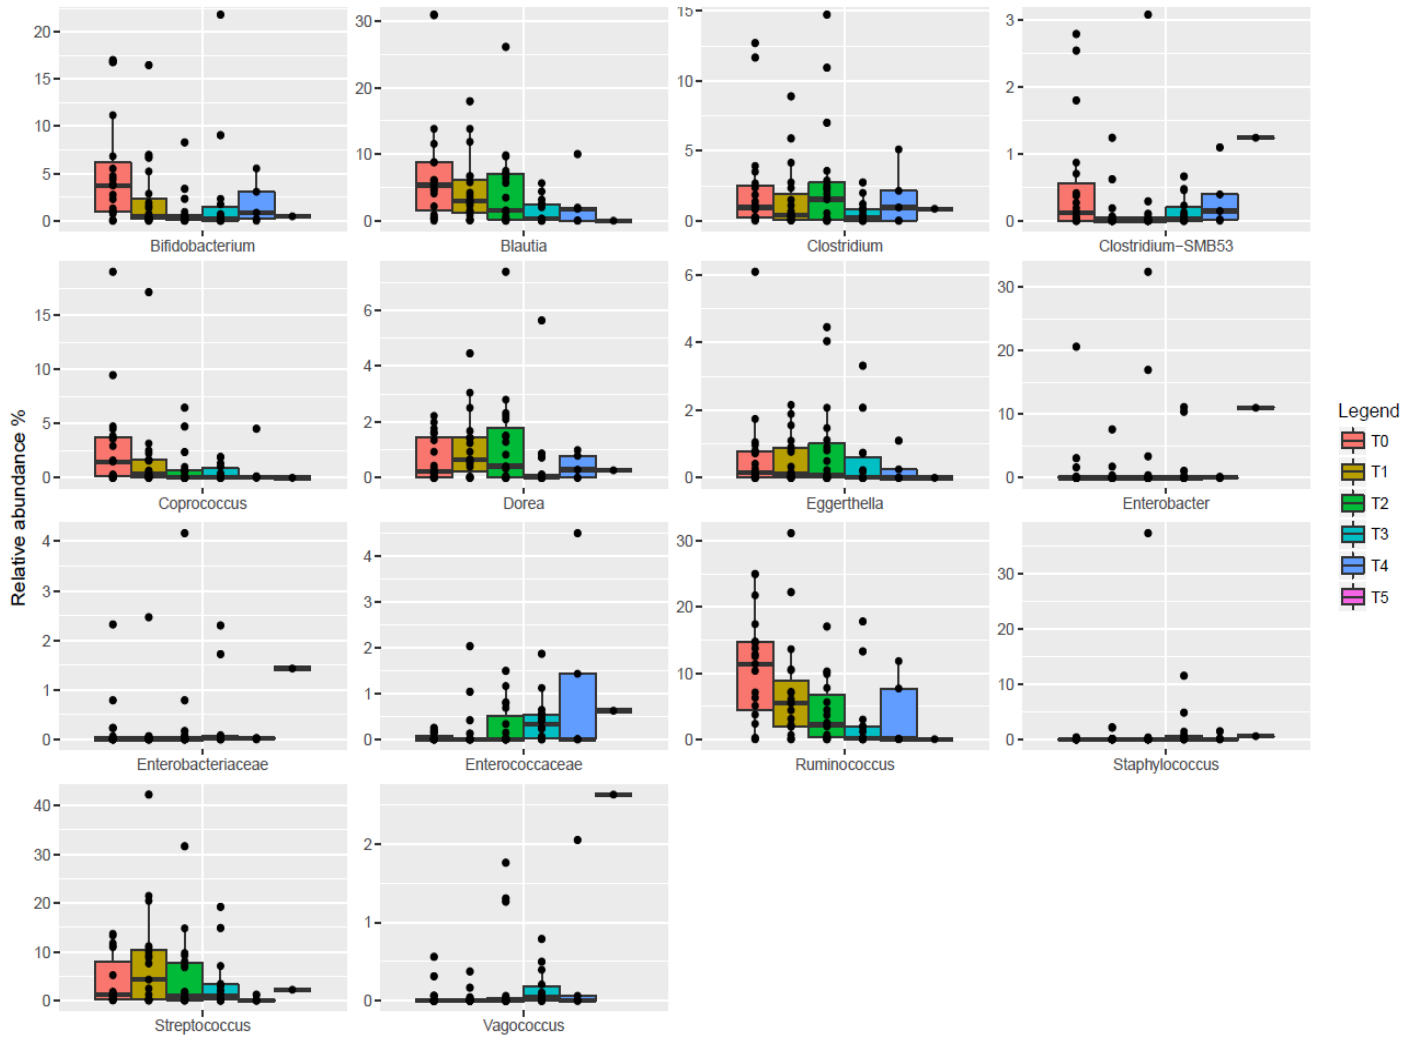 20
15
10
5
0
Bifidobacterium
30
20
10
0
Blautia
15
10
5
0
Clostridium
3
2
1
0
Clostridium−SMB53
15
10
5
0
Coprococcus
6
4
2
0
Dorea
6
4
2
0
Eggerthella
30
20
10
0
Enterobacter
4
3
2
1
0
Enterobacteriaceae
4
3
2
1
0
Enterococcaceae
30
20
10
0
Ruminococcus
30
20
10
0
Staphylococcus
40
30
20
10
0
Streptococcus
2
1
0
Vagococcus
Relative abundance %
Legend
T0
T1
T2
T3
T4
T5